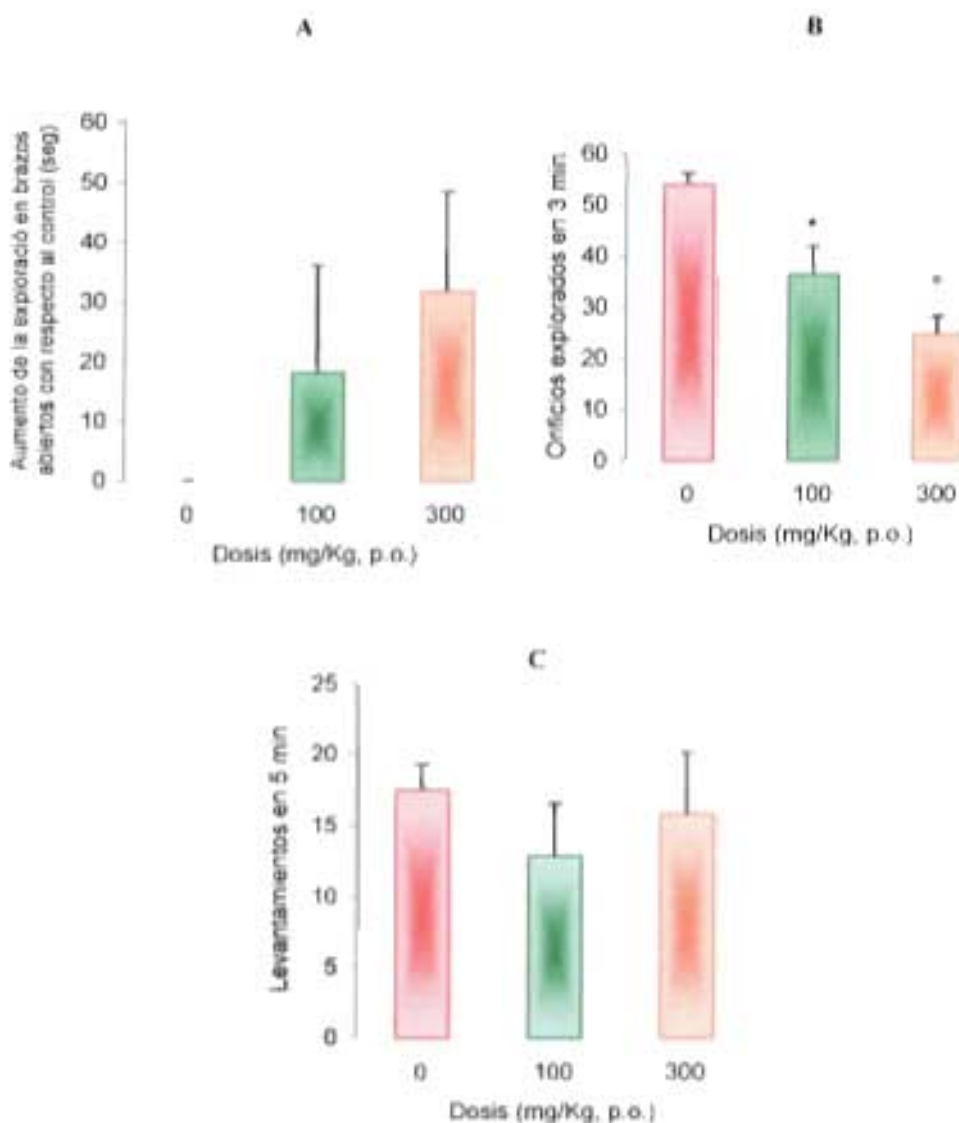 A
Aumento de la exploració en brazos
abiertos con respecto al control (seg)
60
50
40
30
20
10
0
0 100 300
Dosis (mg/Kg, p.o.)
B
Orificios explorados en 3 min
60
50
40
30
20
10
0
*
*
0 100 300
Dosis (mg/Kg, p.o.)
C
Levantamientos en 5 min
25
20
15
10
5
0
0 100 300
Dosis (mg/Kg, p.o.)